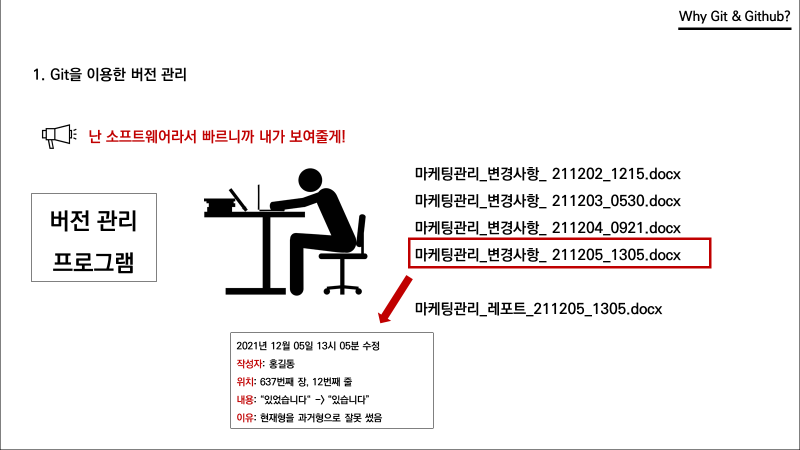 Why Git & Github?
1. Git을 이용한 버전 관리
난 소프트웨어라서 빠르니까 내가 보여줄게!
버전 관리
프로그램
마케팅관리_변경사항_ 211202_1215.docx
마케팅관리_변경사항_ 211203_0530.docx
마케팅관리_변경사항_ 211204_0921.docx
마케팅관리_변경사항_ 211205_1305.docx
마케팅관리_레포트_211205_1305.docx
2021년 12월 05일 13시 05분 수정
작성자: 홍길동
위치: 637번째 장, 12번째 줄
내용: "있었습니다" -> "있습니다"
이유: 현재형을 과거형으로 잘못 썼음